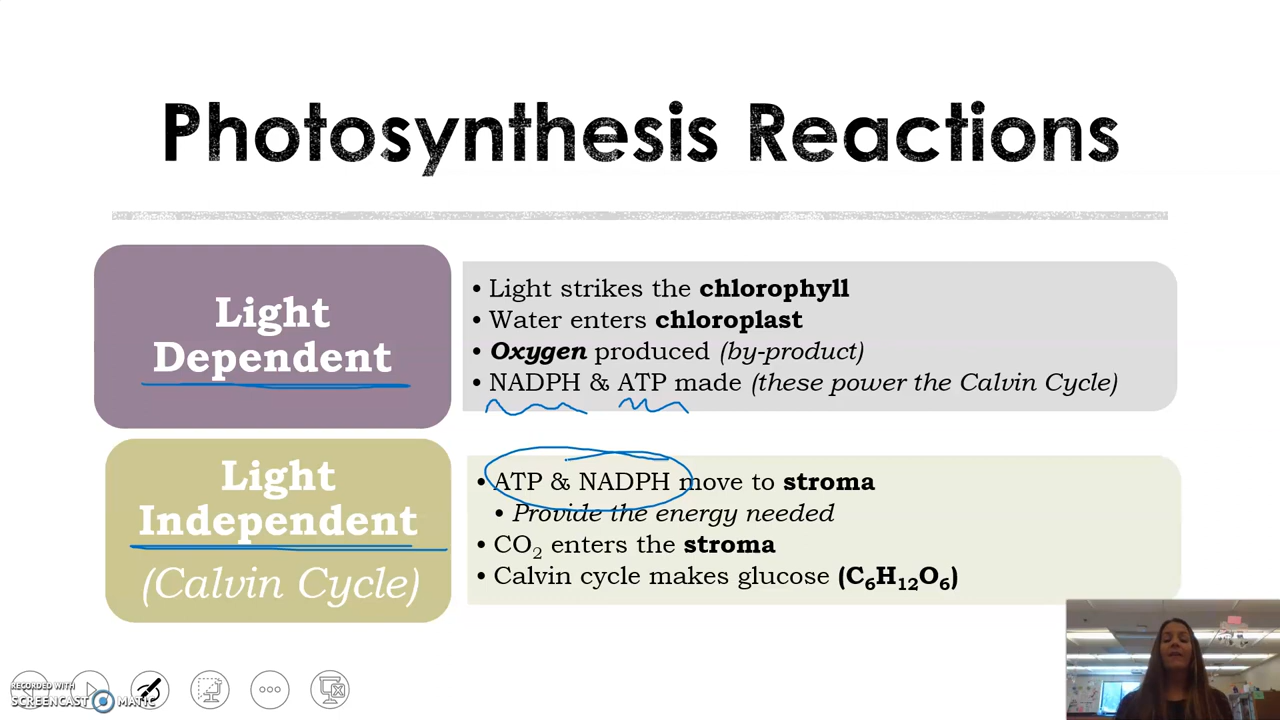 Photosynthesis Reactions
Light
Dependent
• Light strikes the chlorophyll
• Water enters chloroplast
• Oxygen produced (by-product)
• NADPH & ATP made (these power the Calvin Cycle)
Light
Independent
(Calvin Cycle)
• ATP & NADPH move to stroma
• Provide the energy needed
• CO₂ enters the stroma
• Calvin cycle makes glucose (C₆H₁₂O₆)
RECORDED WITH
SCREENCAST MATIC